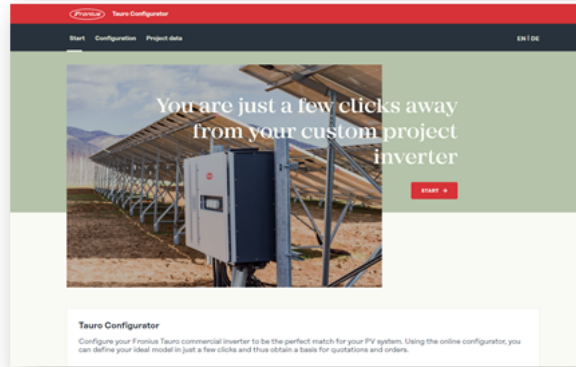 Fronius Tauro Configurator
Start Configuration Project data EN | DE
You are just a few clicks away
from your custom project
inverter
START →
Tauro Configurator
Configure your Fronius Tauro commercial inverter to be the perfect match for your PV system. Using the online configurator, you
can define your ideal model in just a few clicks and thus obtain a basis for quotations and orders.